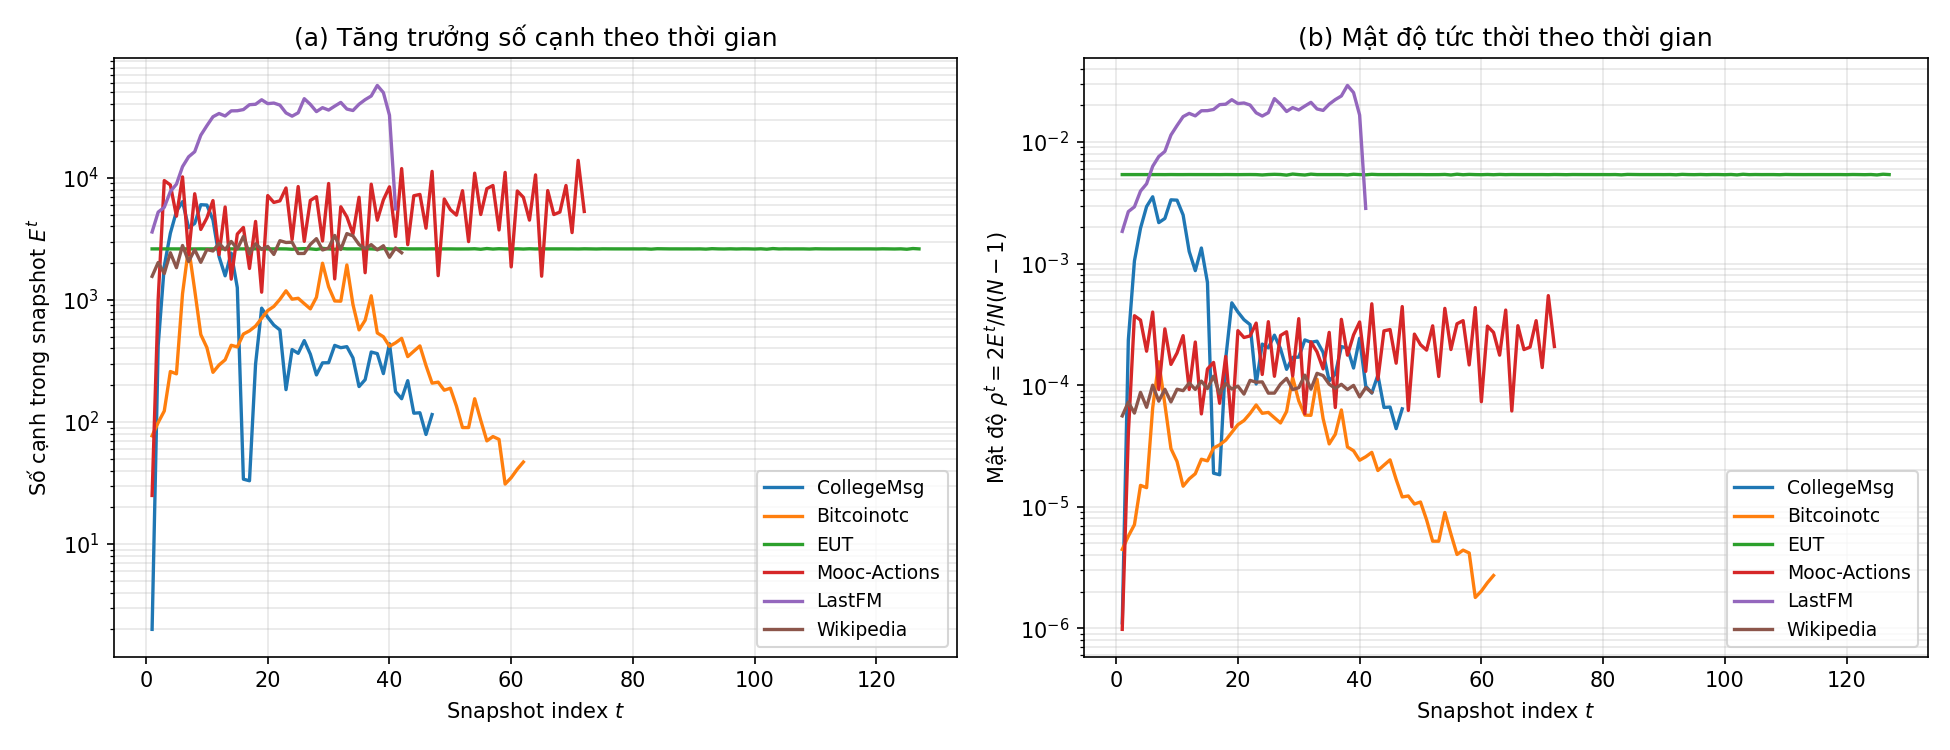 (a) Tăng trưởng số cạnh theo thời gian
Số cạnh trong snapshot E^t
10^4
10^3
10^2
10^1
0 20 40 60 80 100 120
Snapshot index t
CollegeMsg
Bitcoinotc
EUT
Mooc-Actions
LastFM
Wikipedia
(b) Mật độ tức thời theo thời gian
Mật độ ρ^t = 2E^t/N(N − 1)
10^−2
10^−3
10^−4
10^−5
10^−6
0 20 40 60 80 100 120
Snapshot index t
CollegeMsg
Bitcoinotc
EUT
Mooc-Actions
LastFM
Wikipedia